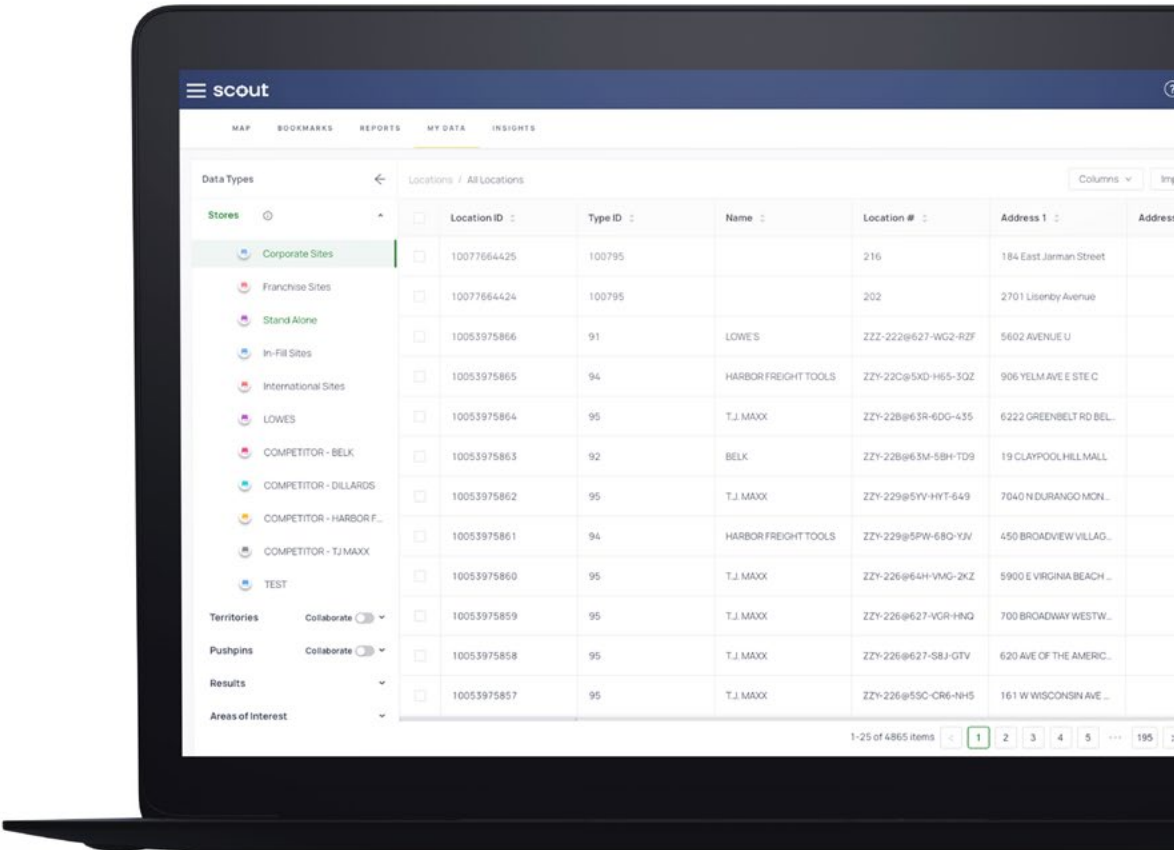 scout
MAP BOOKMARKS REPORTS MY DATA INSIGHTS
Data Types
Locations / All Locations
Columns
Stores
Location ID Type ID Name Location # Address 1 Address
Corporate Sites
Franchise Sites
Stand Alone
In-Fill Sites
International Sites
LOWES
COMPETITOR - BELK
COMPETITOR - DILLARDS
COMPETITOR - HARBOR F...
COMPETITOR - TJ MAXX
TEST
Territories Collaborate
Pushpins Collaborate
Results
Areas of Interest
10077664425 100795 216 184 East Jarman Street
10077664424 100795 202 2701 Lisenby Avenue
10053975866 91 LOWE'S ZZZ-222@627-WG2-RZF 5602 AVENUE U
10053975865 94 HARBOR FREIGHT TOOLS ZZY-22C@5XD-H65-3QZ 906 YELM AVE E STE C
10053975864 95 T.J. MAXX ZZY-22B@63R-6DG-435 6222 GREENBELT RD BEL...
10053975863 92 BELK ZZY-22B@63M-5BH-TD9 19 CLAYPOOL HILL MALL
10053975862 95 T.J. MAXX ZZY-229@5YV-HYT-649 7040 N DURANGO MON...
10053975861 94 HARBOR FREIGHT TOOLS ZZY-229@5PW-68Q-YJV 450 BROADVIEW VILLAG...
10053975860 95 T.J. MAXX ZZY-226@64H-VMG-2KZ 5900 E VIRGINIA BEACH ...
10053975859 95 T.J. MAXX ZZY-226@627-VGR-HNQ 700 BROADWAY WESTW...
10053975858 95 T.J. MAXX ZZY-226@627-S8J-GTV 620 AVE OF THE AMERIC...
10053975857 95 T.J. MAXX ZZY-226@5SC-CR6-NH5 161 W WISCONSIN AVE ...
1-25 of 4865 items < 1 2 3 4 5 ··· 195 >